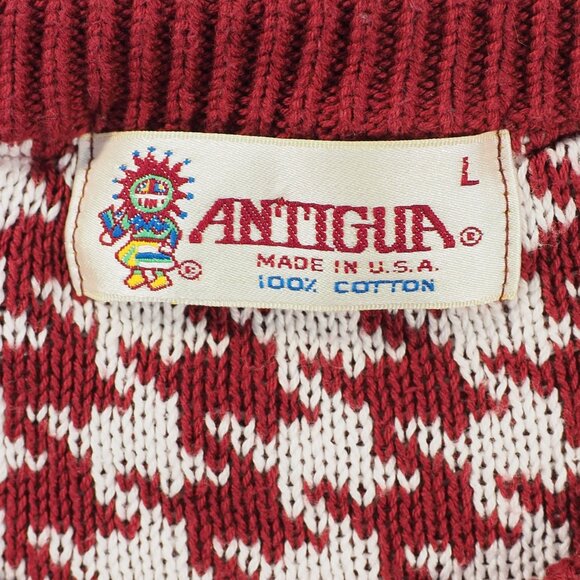 L
ANTIGUA®
®
MADE IN U.S.A.
100% COTTON